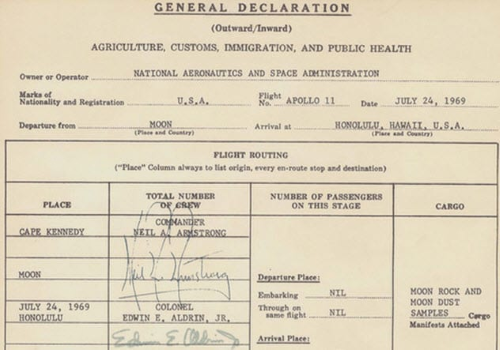 GENERAL DECLARATION
(Outward/Inward)
AGRICULTURE, CUSTOMS, IMMIGRATION, AND PUBLIC HEALTH
Owner or Operator NATIONAL AERONAUTICS AND SPACE ADMINISTRATION
Marks of
Nationality and Registration U.S.A. Flight No. APOLLO 11 Date JULY 24, 1969
Departure from MOON Arrival at HONOLULU, HAWAII, U.S.A.
(Place and Country) (Place and Country)
FLIGHT ROUTING
("Place" Column always to list origin, every en-route stop and destination)
PLACE
TOTAL NUMBER
OF CREW
NUMBER OF PASSENGERS
ON THIS STAGE
CARGO
CAPE KENNEDY
COMMANDER
NEIL A. ARMSTRONG
MOON
Neil A. Armstrong
Departure Place:
Embarking NIL
Through on
same flight NIL
MOON ROCK AND
MOON DUST
SAMPLES Cargo
Manifests Attached
JULY 24, 1969
HONOLULU
COLONEL
EDWIN E. ALDRIN, JR.
Edwin E. Aldrin
Arrival Place: